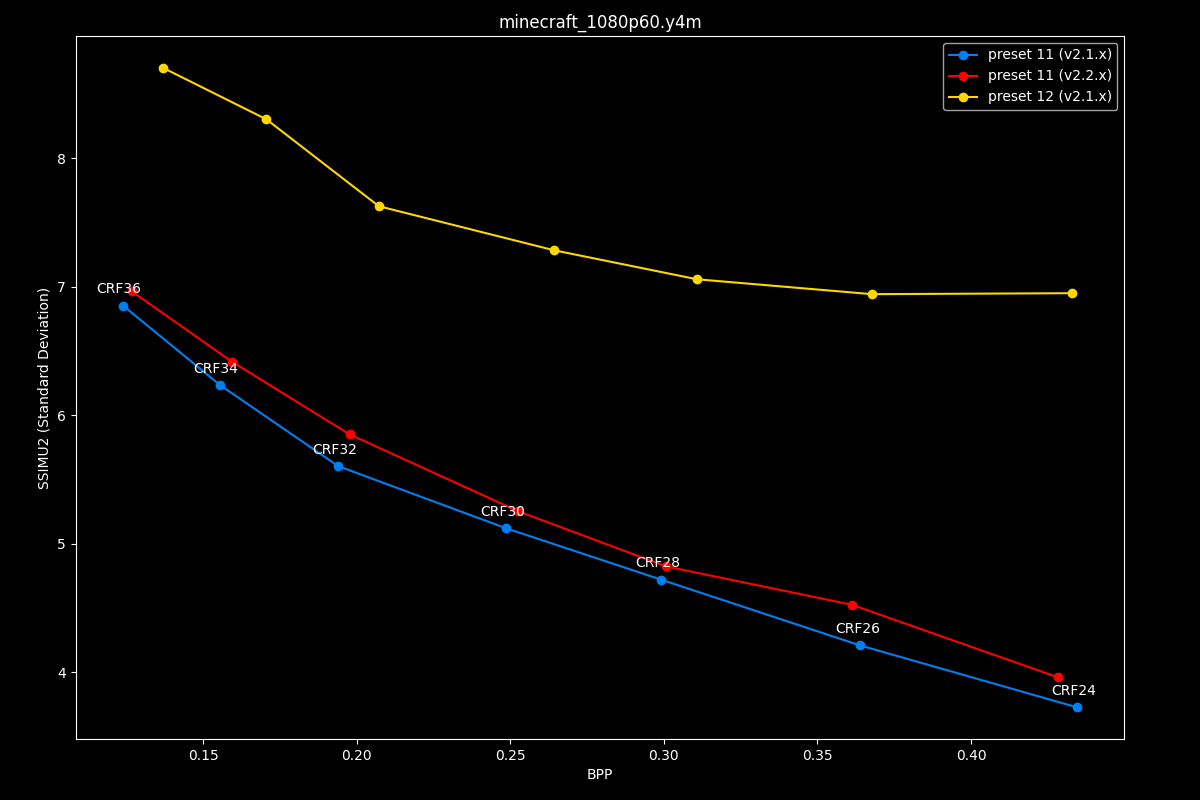 minecraft_1080p60.y4m
preset 11 (v2.1.x)
preset 11 (v2.2.x)
preset 12 (v2.1.x)
8
7
6
5
4
SSIMU2 (Standard Deviation)
CRF36
CRF34
CRF32
CRF30
CRF28
CRF26
CRF24
0.15 0.20 0.25 0.30 0.35 0.40
BPP